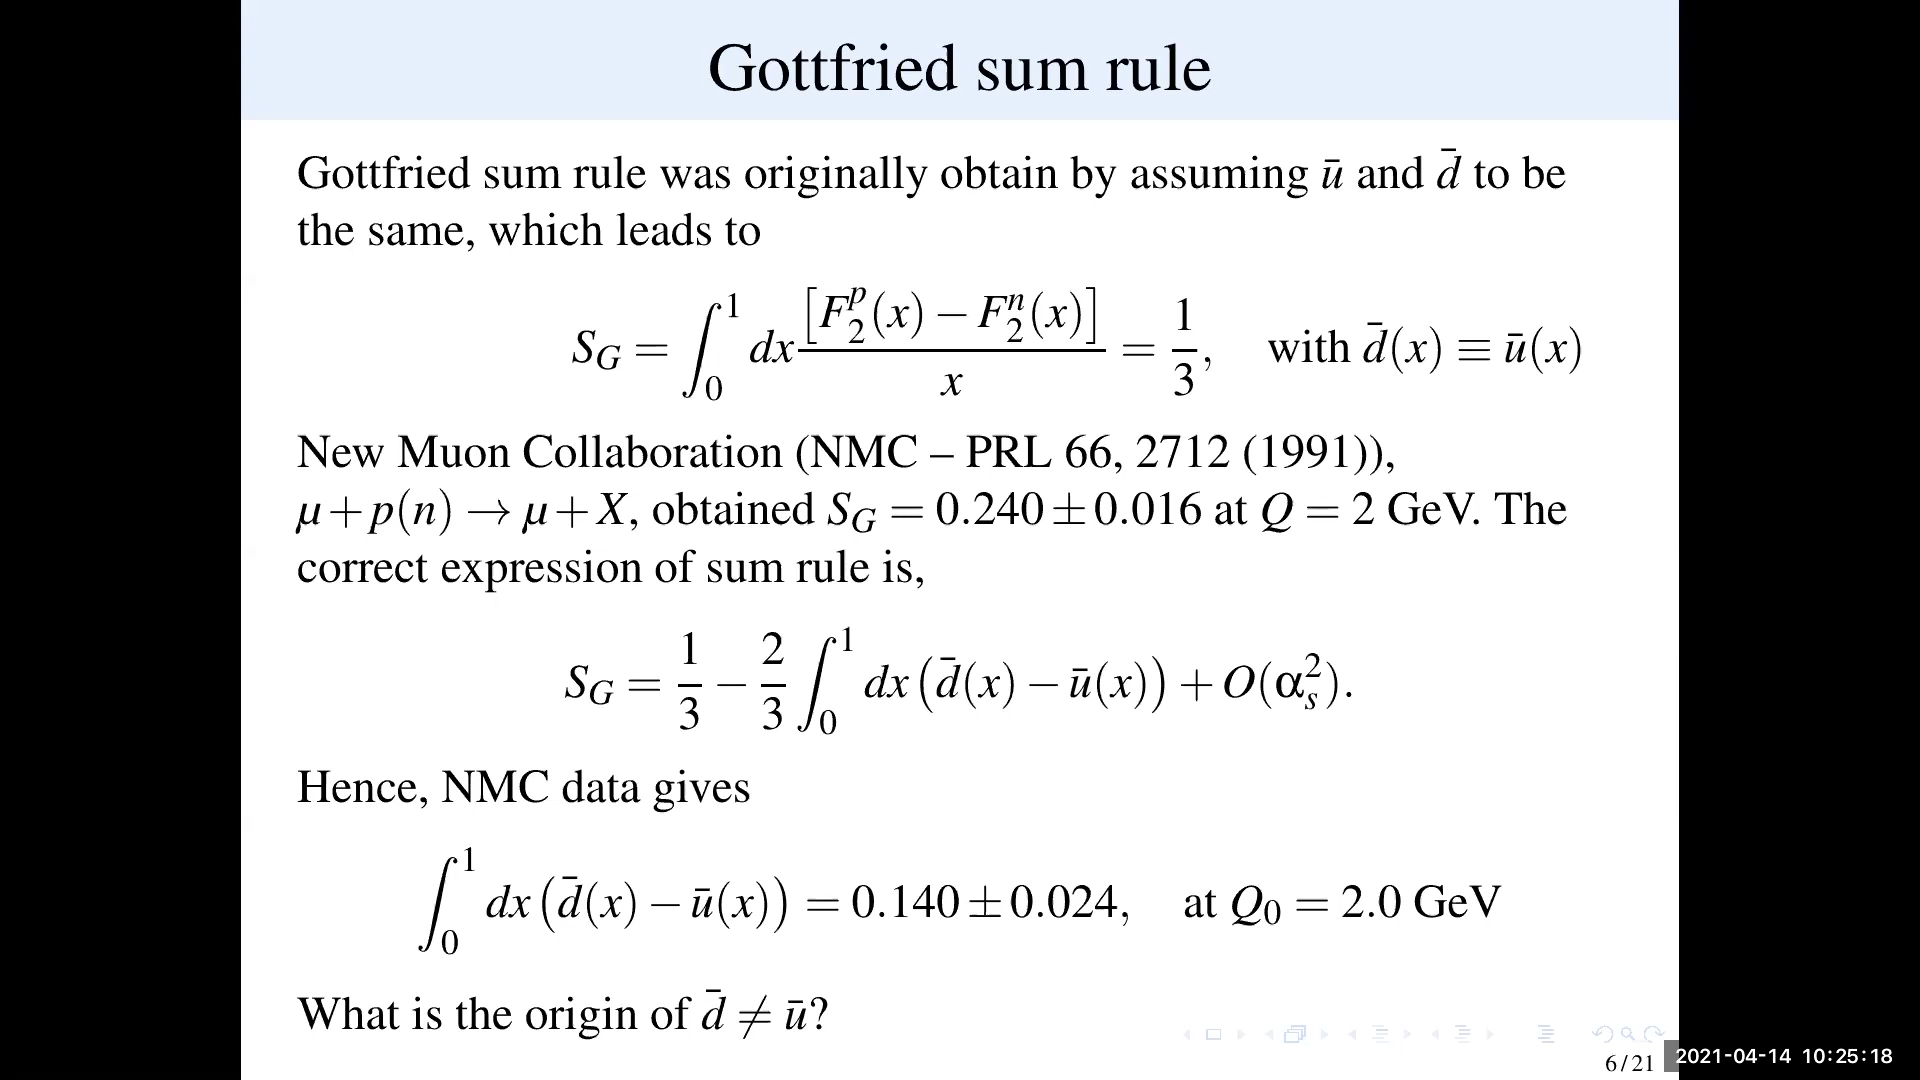 Gottfried sum rule
Gottfried sum rule was originally obtain by assuming ū and d̄ to be
the same, which leads to
S_G = ∫_0^1 dx [F_2^p(x) − F_2^n(x)] / x = 1/3, with d̄(x) ≡ ū(x)
New Muon Collaboration (NMC – PRL 66, 2712 (1991)),
μ + p(n) → μ + X, obtained S_G = 0.240 ± 0.016 at Q = 2 GeV. The
correct expression of sum rule is,
S_G = 1/3 − 2/3 ∫_0^1 dx (d̄(x) − ū(x)) + O(α_s^2).
Hence, NMC data gives
∫_0^1 dx (d̄(x) − ū(x)) = 0.140 ± 0.024, at Q_0 = 2.0 GeV
What is the origin of d̄ ≠ ū?
6 / 21
2021-04-14 10:25:18